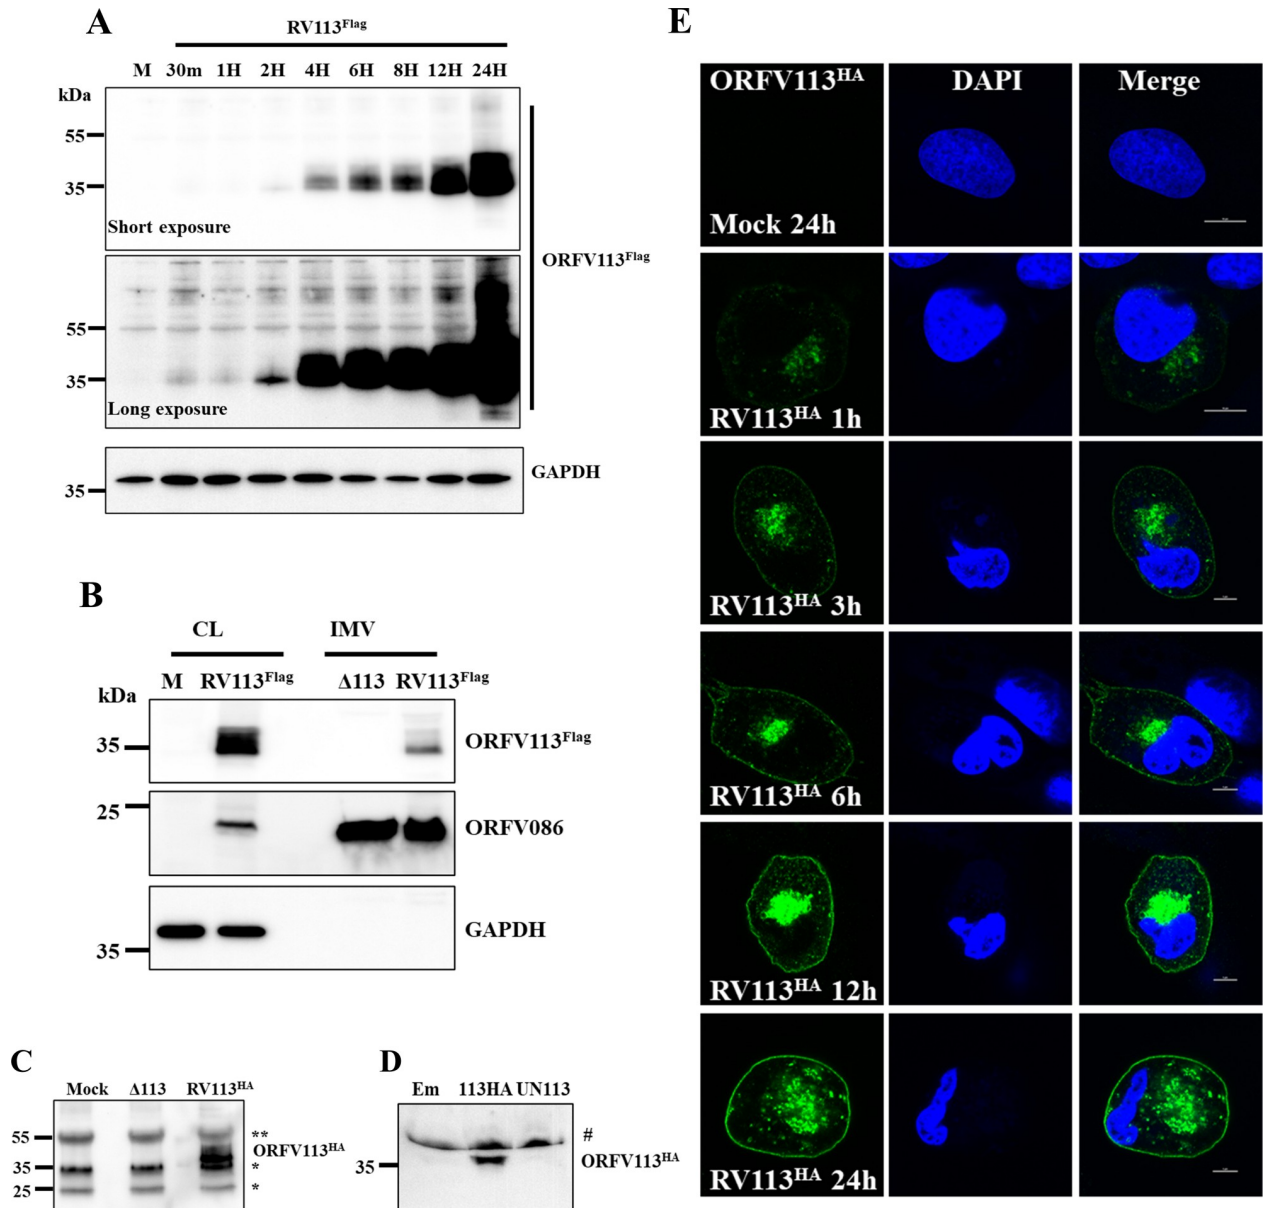 A
RV113Flag
M 30m 1H 2H 4H 6H 8H 12H 24H
kDa
55
35
Short exposure
ORFV113Flag
55
35
Long exposure
35
GAPDH
B
CL IMV
M RV113Flag Δ113 RV113Flag
kDa
35
ORFV113Flag
25
ORFV086
35
GAPDH
C
Mock Δ113 RV113HA
55
**
ORFV113HA
35
*
25
*
D
Em 113HA UN113
#
35
ORFV113HA
E
ORFV113HA DAPI Merge
Mock 24h
RV113HA 1h
RV113HA 3h
RV113HA 6h
RV113HA 12h
RV113HA 24h